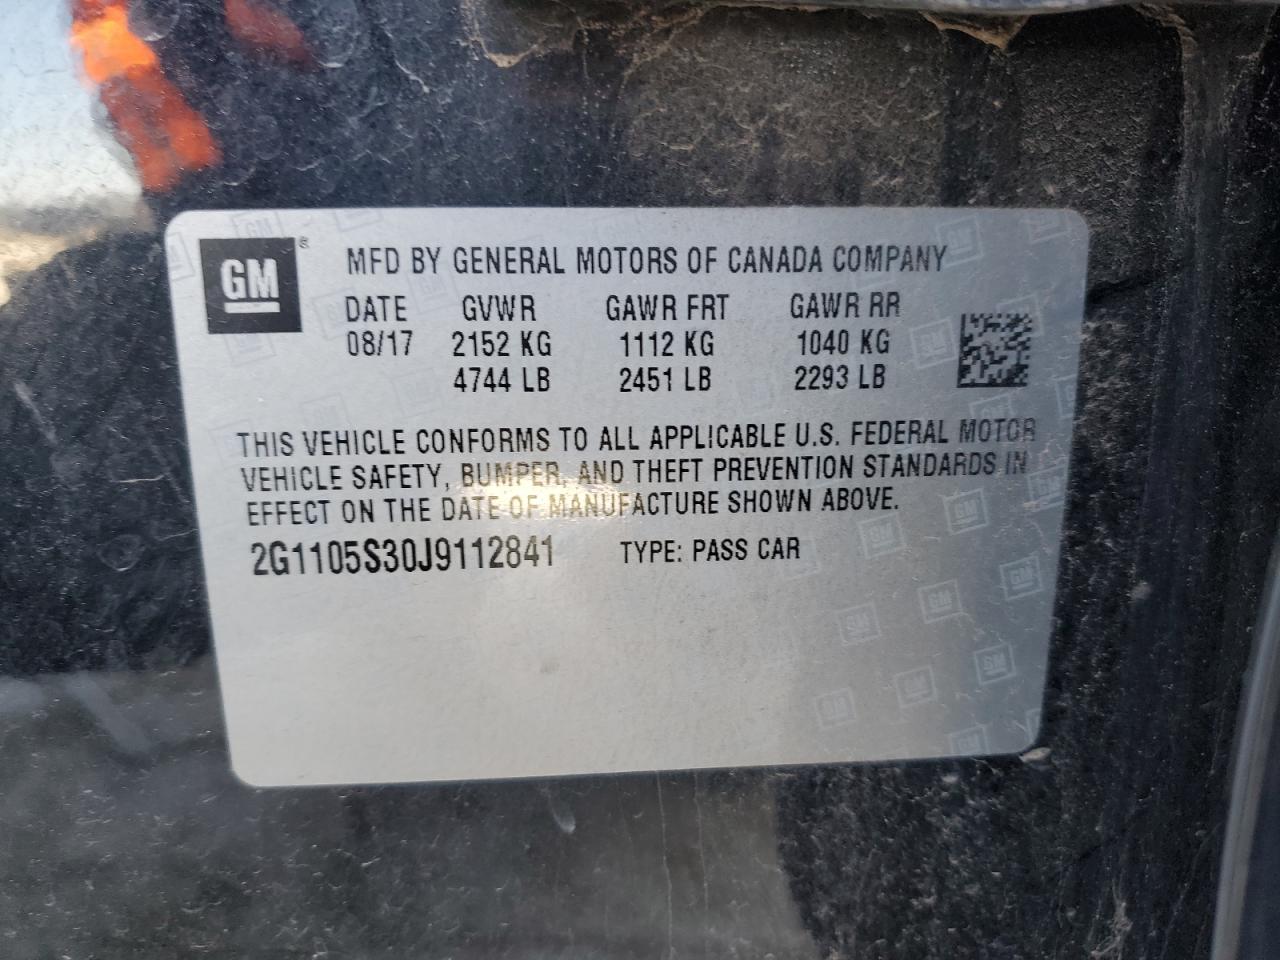 GM ® MFD BY GENERAL MOTORS OF CANADA COMPANY
DATE GVWR GAWR FRT GAWR RR
08/17 2152 KG 1112 KG 1040 KG
4744 LB 2451 LB 2293 LB
THIS VEHICLE CONFORMS TO ALL APPLICABLE U.S. FEDERAL MOTOR
VEHICLE SAFETY, BUMPER, AND THEFT PREVENTION STANDARDS IN
EFFECT ON THE DATE OF MANUFACTURE SHOWN ABOVE.
2G1105S30J9112841 TYPE: PASS CAR